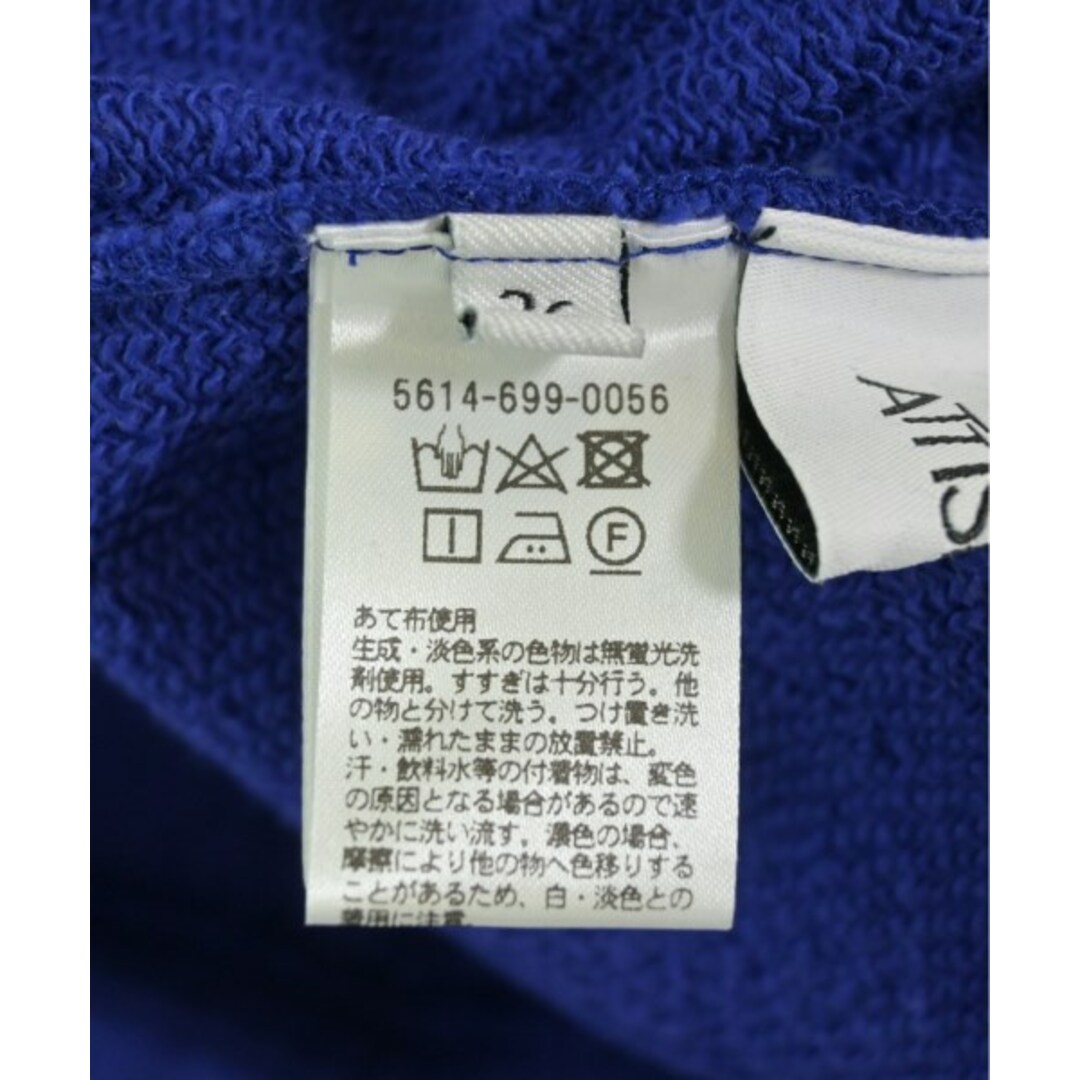 5614-699-0056
F
あて布使用
生成・淡色系の色物は無蛍光洗
剤使用。すすぎは十分行う。他
の物と分けて洗う。つけ置き洗
い・濡れたままの放置禁止。
汗・飲料水等の付着物は、変色
の原因となる場合があるので速
やかに洗い流す。濃色の場合、
摩擦により他の物へ色移りする
ことがあるため、白・淡色との
着用に注意
ATTIS